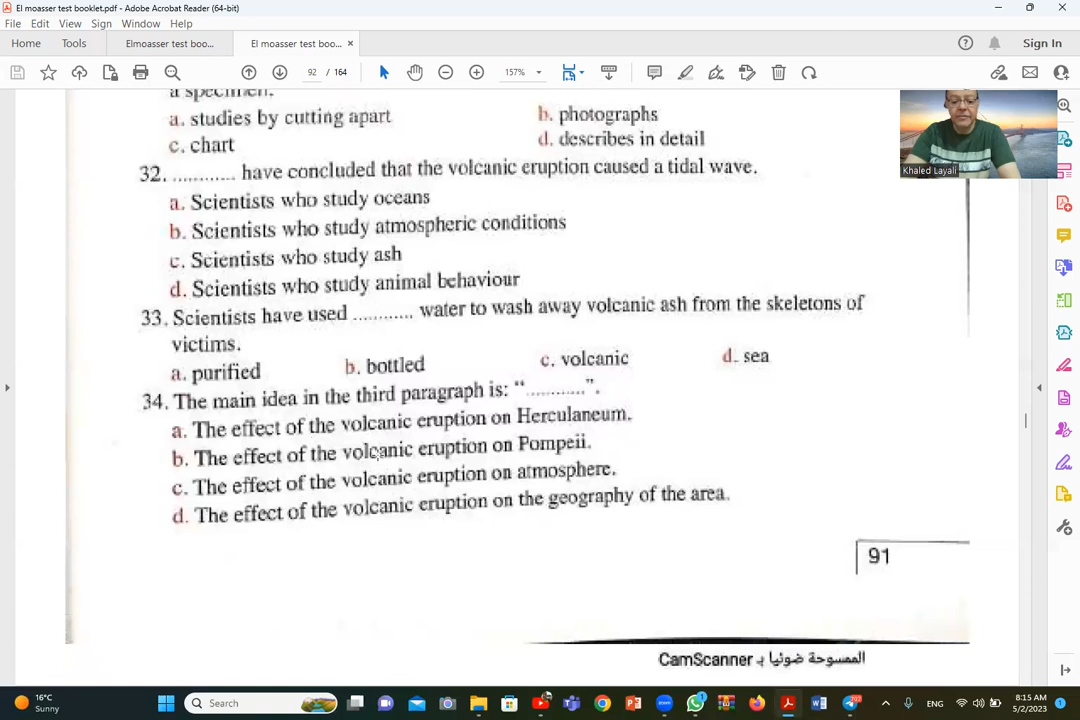 El moasser test booklet.pdf - Adobe Acrobat Reader (64-bit)
File Edit View Sign Window Help
Home Tools Elmoasser test boo... El moasser test boo... × Sign In
92 / 164 157%
a specimen.
a. studies by cutting apart b. photographs
c. chart d. describes in detail
32. ............ have concluded that the volcanic eruption caused a tidal wave.
a. Scientists who study oceans
b. Scientists who study atmospheric conditions
c. Scientists who study ash
d. Scientists who study animal behaviour
33. Scientists have used ............ water to wash away volcanic ash from the skeletons of
victims.
a. purified b. bottled c. volcanic d. sea
34. The main idea in the third paragraph is: “............”.
a. The effect of the volcanic eruption on Herculaneum.
b. The effect of the volcanic eruption on Pompeii.
c. The effect of the volcanic eruption on atmosphere.
d. The effect of the volcanic eruption on the geography of the area.
91
الممسوحة ضوئيا بـ CamScanner
Khaled Layali
16°C
Sunny
Search
ENG
8:15 AM
5/2/2023